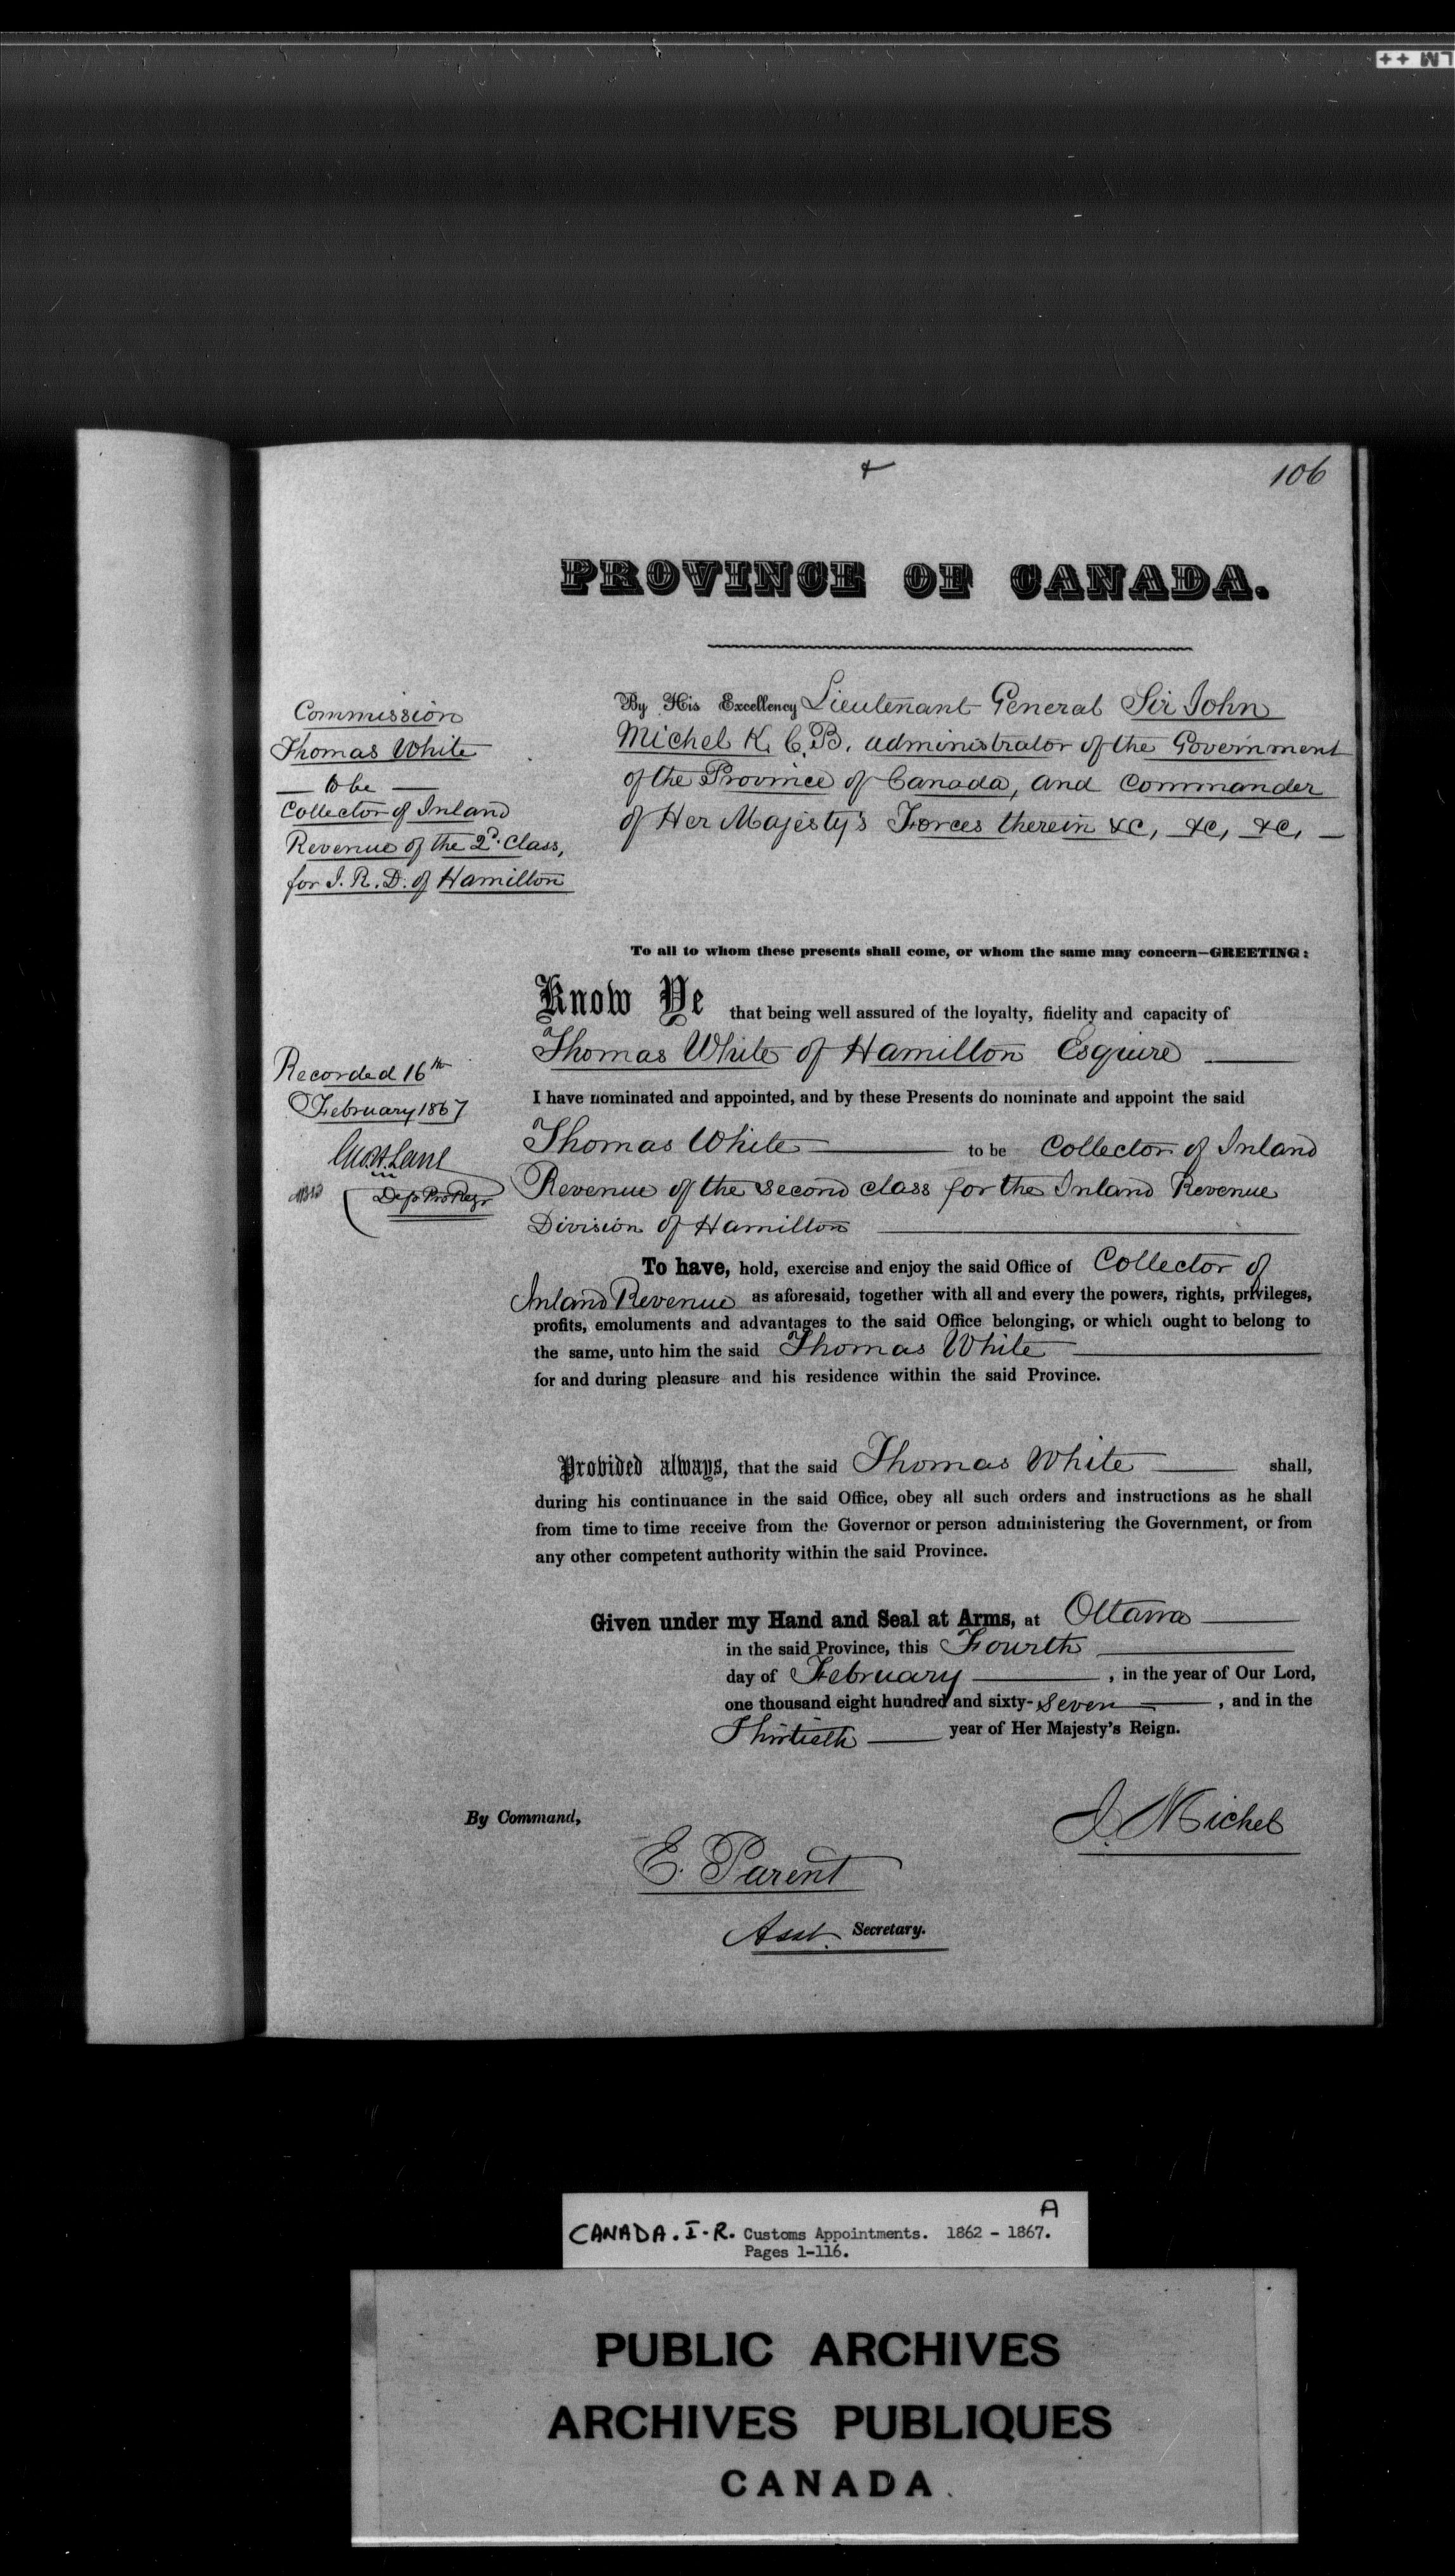 106
PROVINCE OF CANADA.
Commission
Thomas White
— to be —
Collector of Inland
Revenue of the 2d. Class,
for I. R. D. of Hamilton
By His Excellency Lieutenant General Sir John
Michel K. C. B. administrator of the Government
of the Province of Canada, and Commander
of Her Majesty's Forces therein &c, &c, &c, —
To all to whom these presents shall come, or whom the same may concern—GREETING:
Know Ye that being well assured of the loyalty, fidelity and capacity of
Thomas White of Hamilton Esquire —
I have nominated and appointed, and by these Presents do nominate and appoint the said
Thomas White — to be Collector of Inland
Revenue of the Second class for the Inland Revenue
Division of Hamilton —
Recorded 16th
February 1867
Dep Pro Regr
To have, hold, exercise and enjoy the said Office of Collector of
Inland Revenue as aforesaid, together with all and every the powers, rights, privileges,
profits, emoluments and advantages to the said Office belonging, or which ought to belong to
the same, unto him the said Thomas White —
for and during pleasure and his residence within the said Province.
Provided always, that the said Thomas White — shall,
during his continuance in the said Office, obey all such orders and instructions as he shall
from time to time receive from the Governor or person administering the Government, or from
any other competent authority within the said Province.
Given under my Hand and Seal at Arms, at Ottawa —
in the said Province, this Fourth —
day of February —, in the year of Our Lord,
one thousand eight hundred and sixty-seven —, and in the
Thirtieth — year of Her Majesty's Reign.
By Command,
J. Michel
E. Parent
Asst. Secretary.
A
CANADA. I-R. Customs Appointments. 1862 - 1867.
Pages 1-116.
PUBLIC ARCHIVES
ARCHIVES PUBLIQUES
CANADA